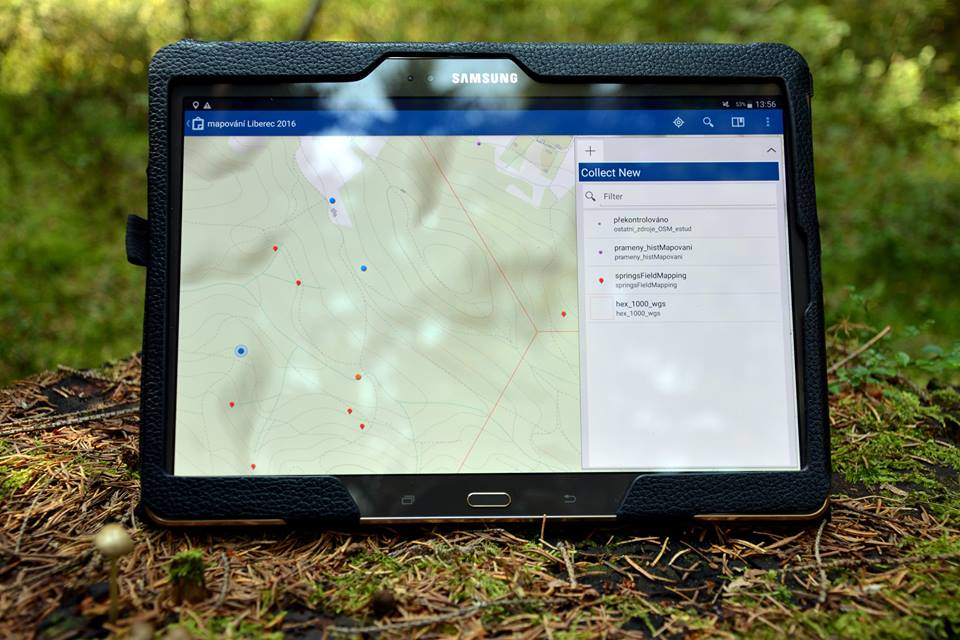 SAMSUNG
53% 13:56
mapování Liberec 2016
Collect New
Filter
překontrolováno
ostatni_zdroje_OSM_estud
prameny_histMapovani
prameny_histMapovani
springsFieldMapping
springsFieldMapping
hex_1000_wgs
hex_1000_wgs